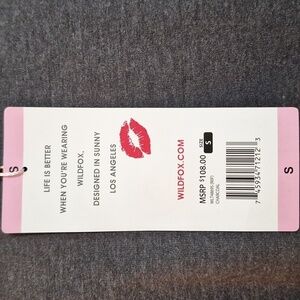 S
LIFE IS BETTER
WHEN YOU'RE WEARING
WILDFOX,
DESIGNED IN SUNNY
LOS ANGELES
WILDFOX.COM
MSRP $108.00
SIZE
S
CHARCOAL
S